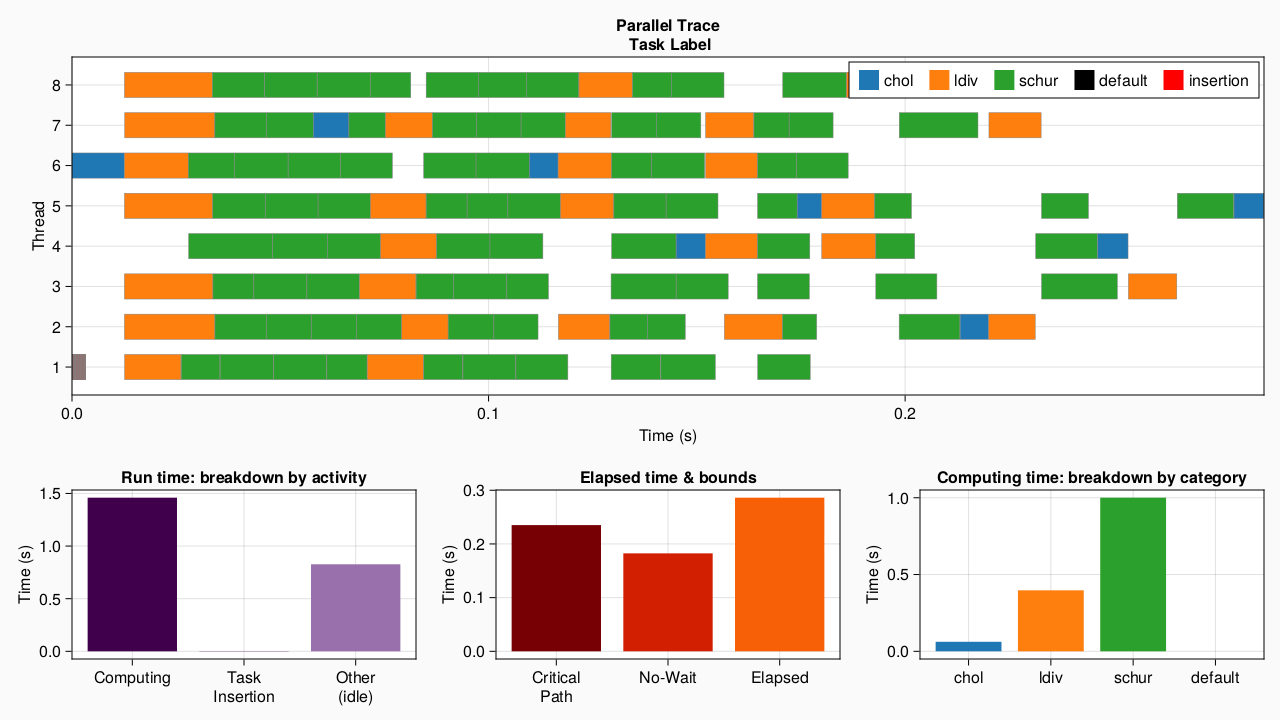 Parallel Trace
Task Label
chol ldiv schur default insertion
Thread
8
7
6
5
4
3
2
1
0.0 0.1 0.2
Time (s)
Run time: breakdown by activity
Time (s)
1.5
1.0
0.5
0.0
Computing Task Insertion Other (idle)
Elapsed time & bounds
Time (s)
0.3
0.2
0.1
0.0
Critical Path No-Wait Elapsed
Computing time: breakdown by category
Time (s)
1.0
0.5
0.0
chol ldiv schur default